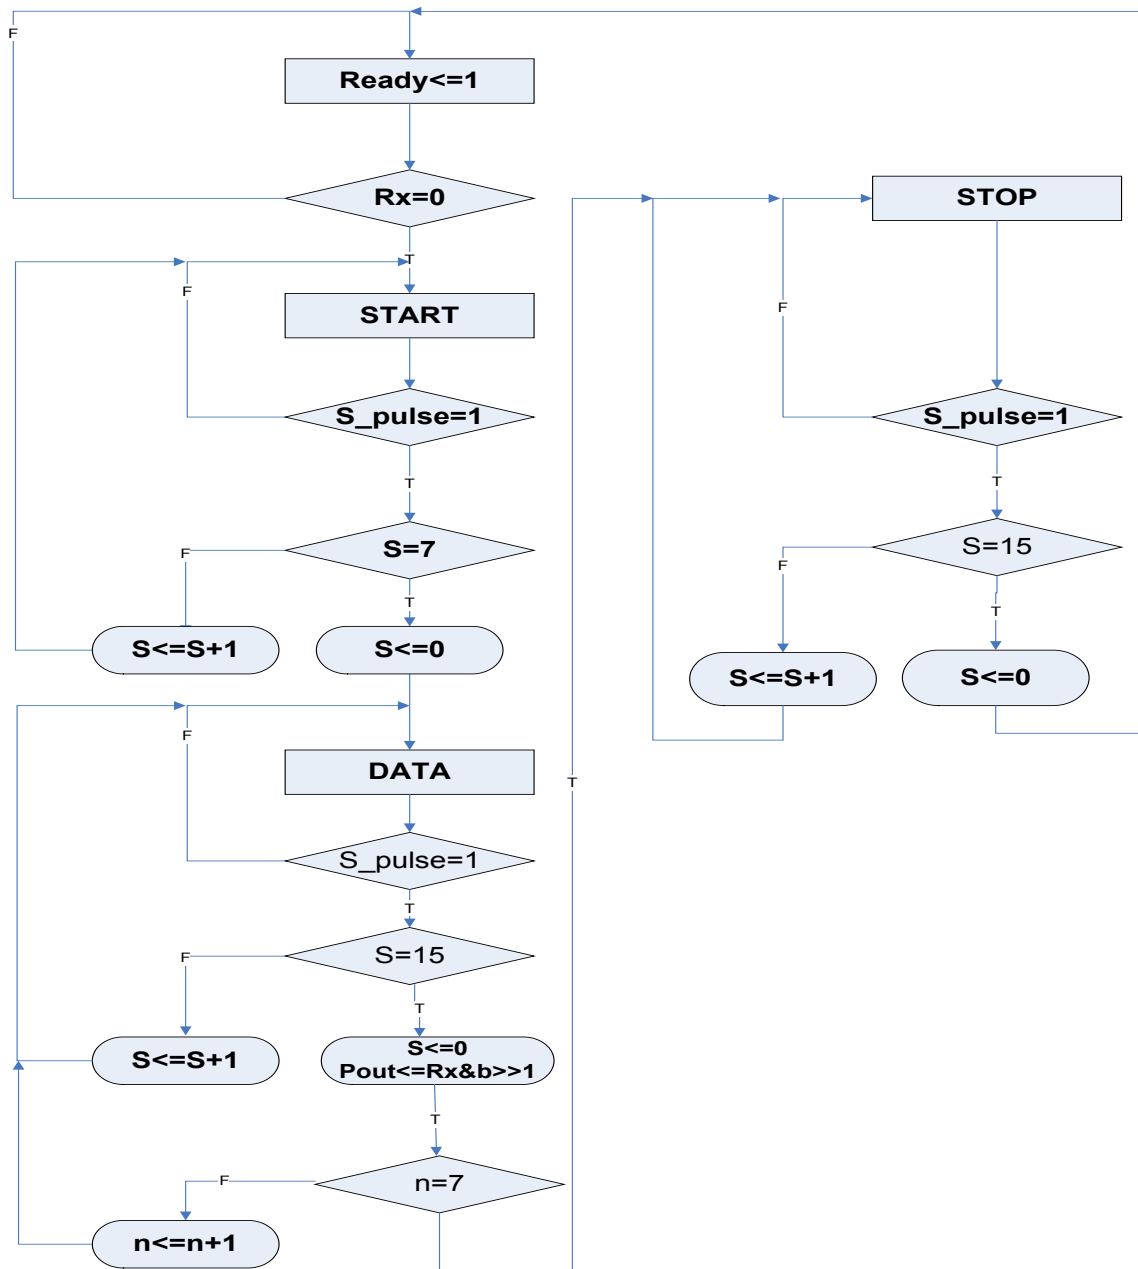 F
Ready<=1
Rx=0
T
F
START
S_pulse=1
T
S=7
F
T
S<=S+1
S<=0
F
DATA
S_pulse=1
T
S=15
F
T
S<=S+1
S<=0
Pout<=Rx&b>>1
T
n=7
F
n<=n+1
T
STOP
F
S_pulse=1
T
S=15
F
T
S<=S+1
S<=0